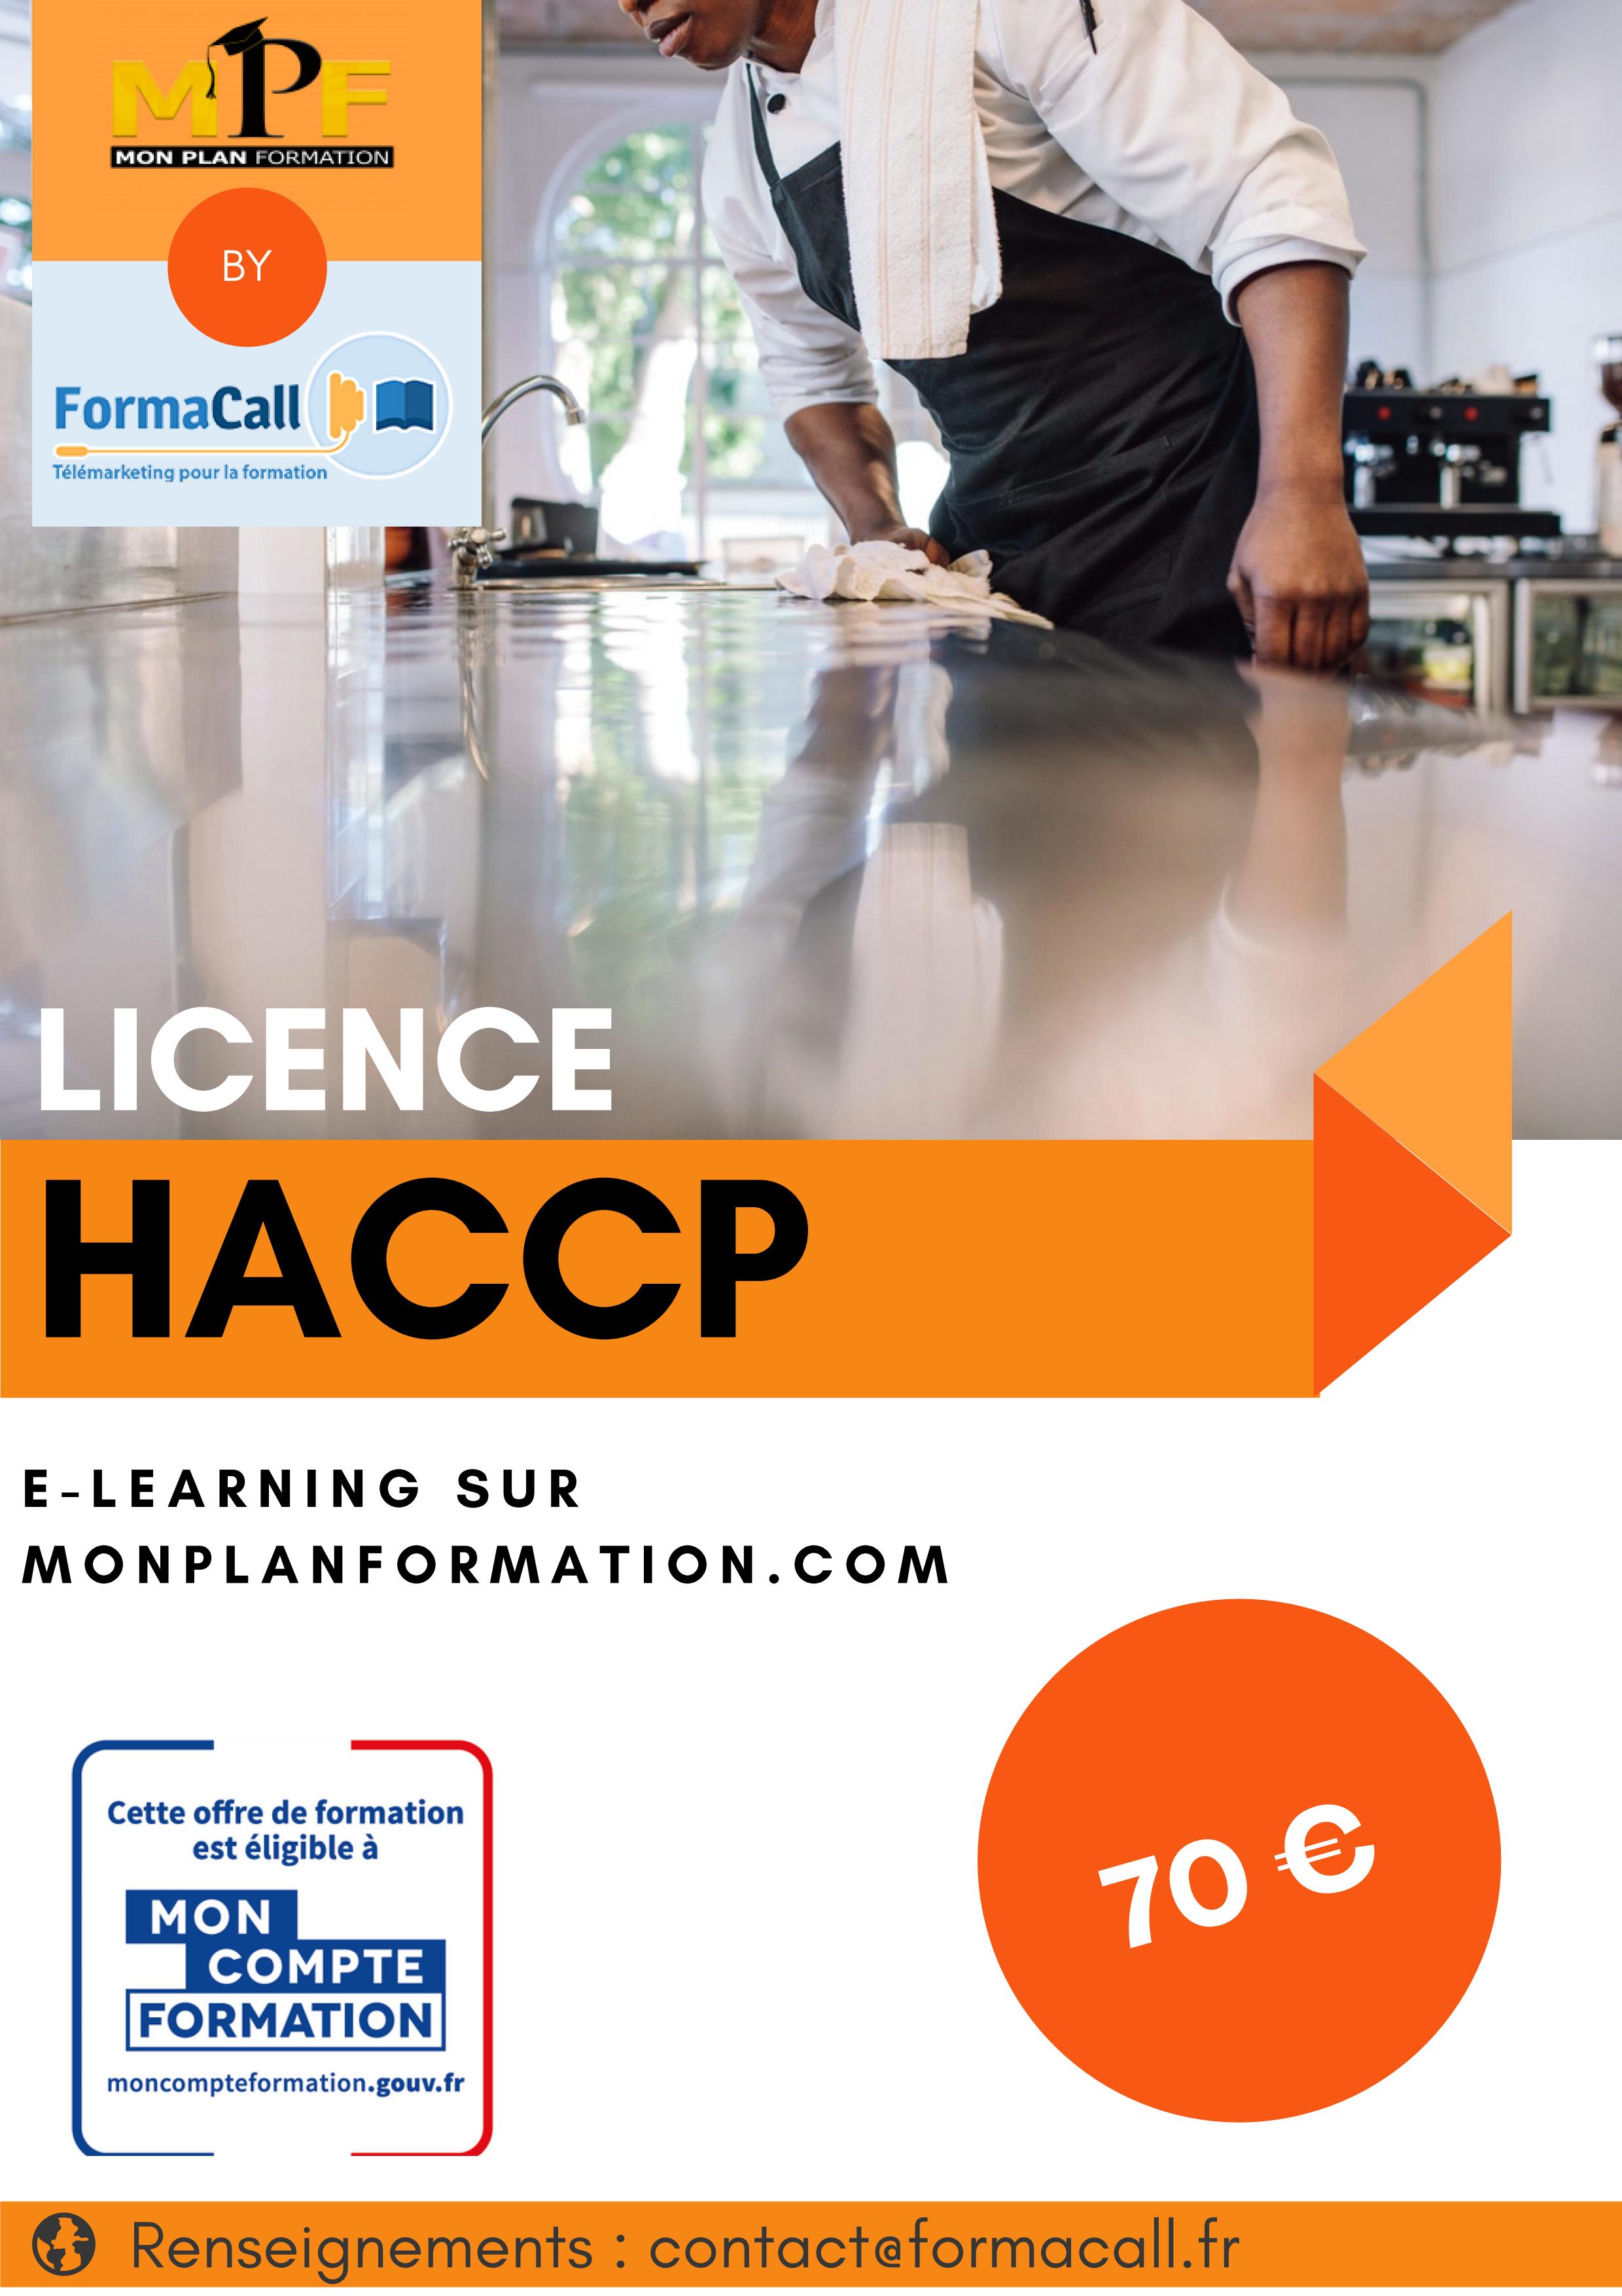 MPF
MON PLAN FORMATION
BY
FormaCall
Télémarketing pour la formation
LICENCE
HACCP
E-LEARNING SUR
MONPLANFORMATION.COM
70 €
Cette offre de formation
est éligible à
MON
COMPTE
FORMATION
moncompteformation.gouv.fr
Renseignements : contact@formacall.fr